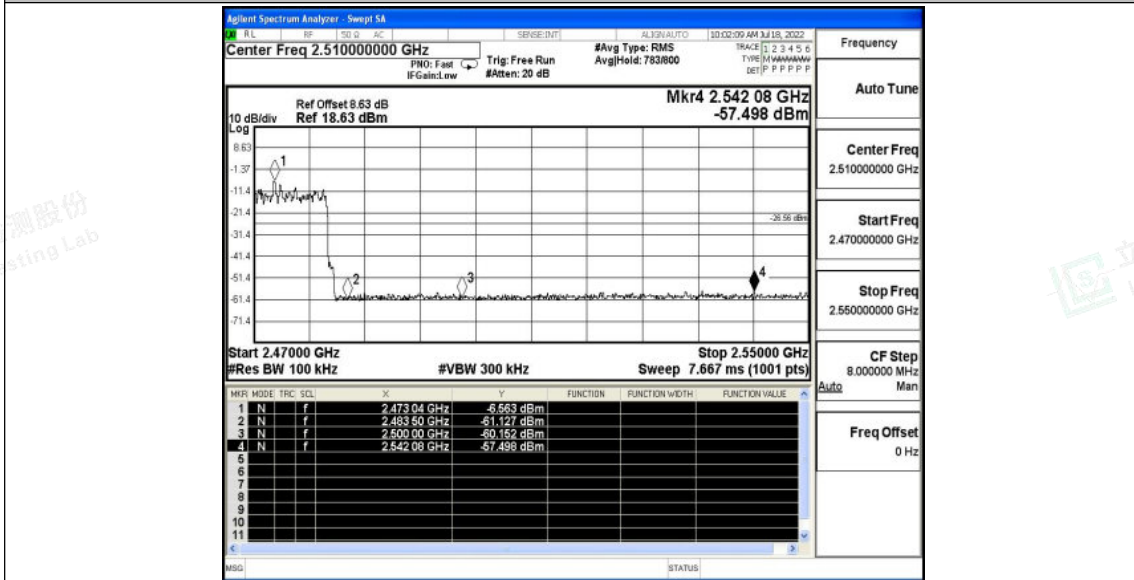 Agilent Spectrum Analyzer - Swept SA
RL RF 50 Ω AC SENSE:INT ALIGN AUTO 10:02:09 AM Jul 18, 2022
Center Freq 2.510000000 GHz
PNO: Fast
IFGain:Low
Trig: Free Run
#Atten: 20 dB
#Avg Type: RMS
Avg|Hold: 783/800
TRACE 1 2 3 4 5 6
TYPE
DET P P P P P P
Frequency
Auto Tune
Mkr4 2.542 08 GHz
-57.498 dBm
Ref Offset 8.63 dB
10 dB/div Ref 18.63 dBm
Log
8.63
-1.37
-11.4
-21.4
-31.4
-41.4
-51.4
-61.4
-71.4
1
2
3
4
-26.56 dBm
Center Freq
2.510000000 GHz
Start Freq
2.470000000 GHz
Stop Freq
2.550000000 GHz
Start 2.47000 GHz Stop 2.55000 GHz
#Res BW 100 kHz #VBW 300 kHz Sweep 7.667 ms (1001 pts)
CF Step
8.000000 MHz
Auto Man
Freq Offset
0 Hz
MKR MODE TRC SCL X Y FUNCTION FUNCTION WIDTH FUNCTION VALUE
1 N f 2.473 04 GHz -6.563 dBm
2 N f 2.483 50 GHz -61.127 dBm
3 N f 2.500 00 GHz -60.152 dBm
4 N f 2.542 08 GHz -57.498 dBm
5
6
7
8
9
10
11
MSG STATUS
测股份
sting Lab
立